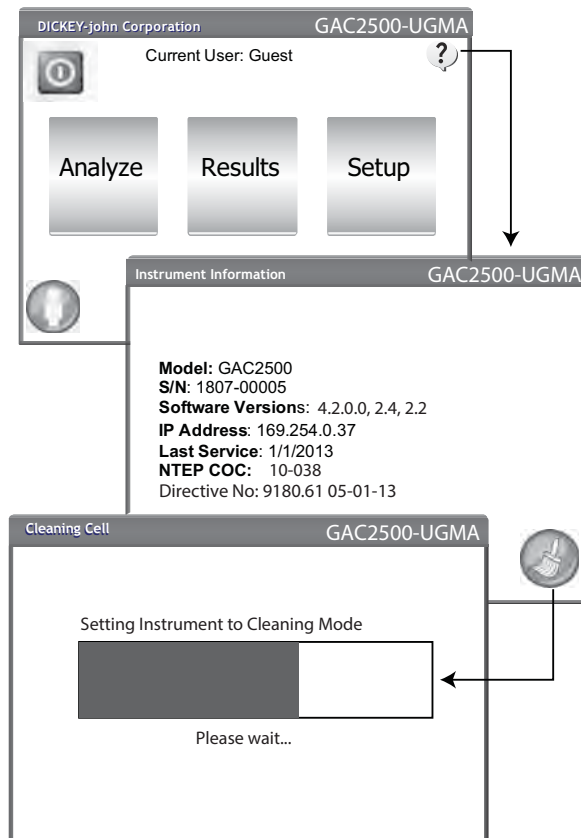 DICKEY-john Corporation GAC2500-UGMA
Current User: Guest
?
Analyze Results Setup
Instrument Information GAC2500-UGMA
Model: GAC2500
S/N: 1807-00005
Software Versions: 4.2.0.0, 2.4, 2.2
IP Address: 169.254.0.37
Last Service: 1/1/2013
NTEP COC: 10-038
Directive No: 9180.61 05-01-13
Cleaning Cell GAC2500-UGMA
Setting Instrument to Cleaning Mode
Please wait...